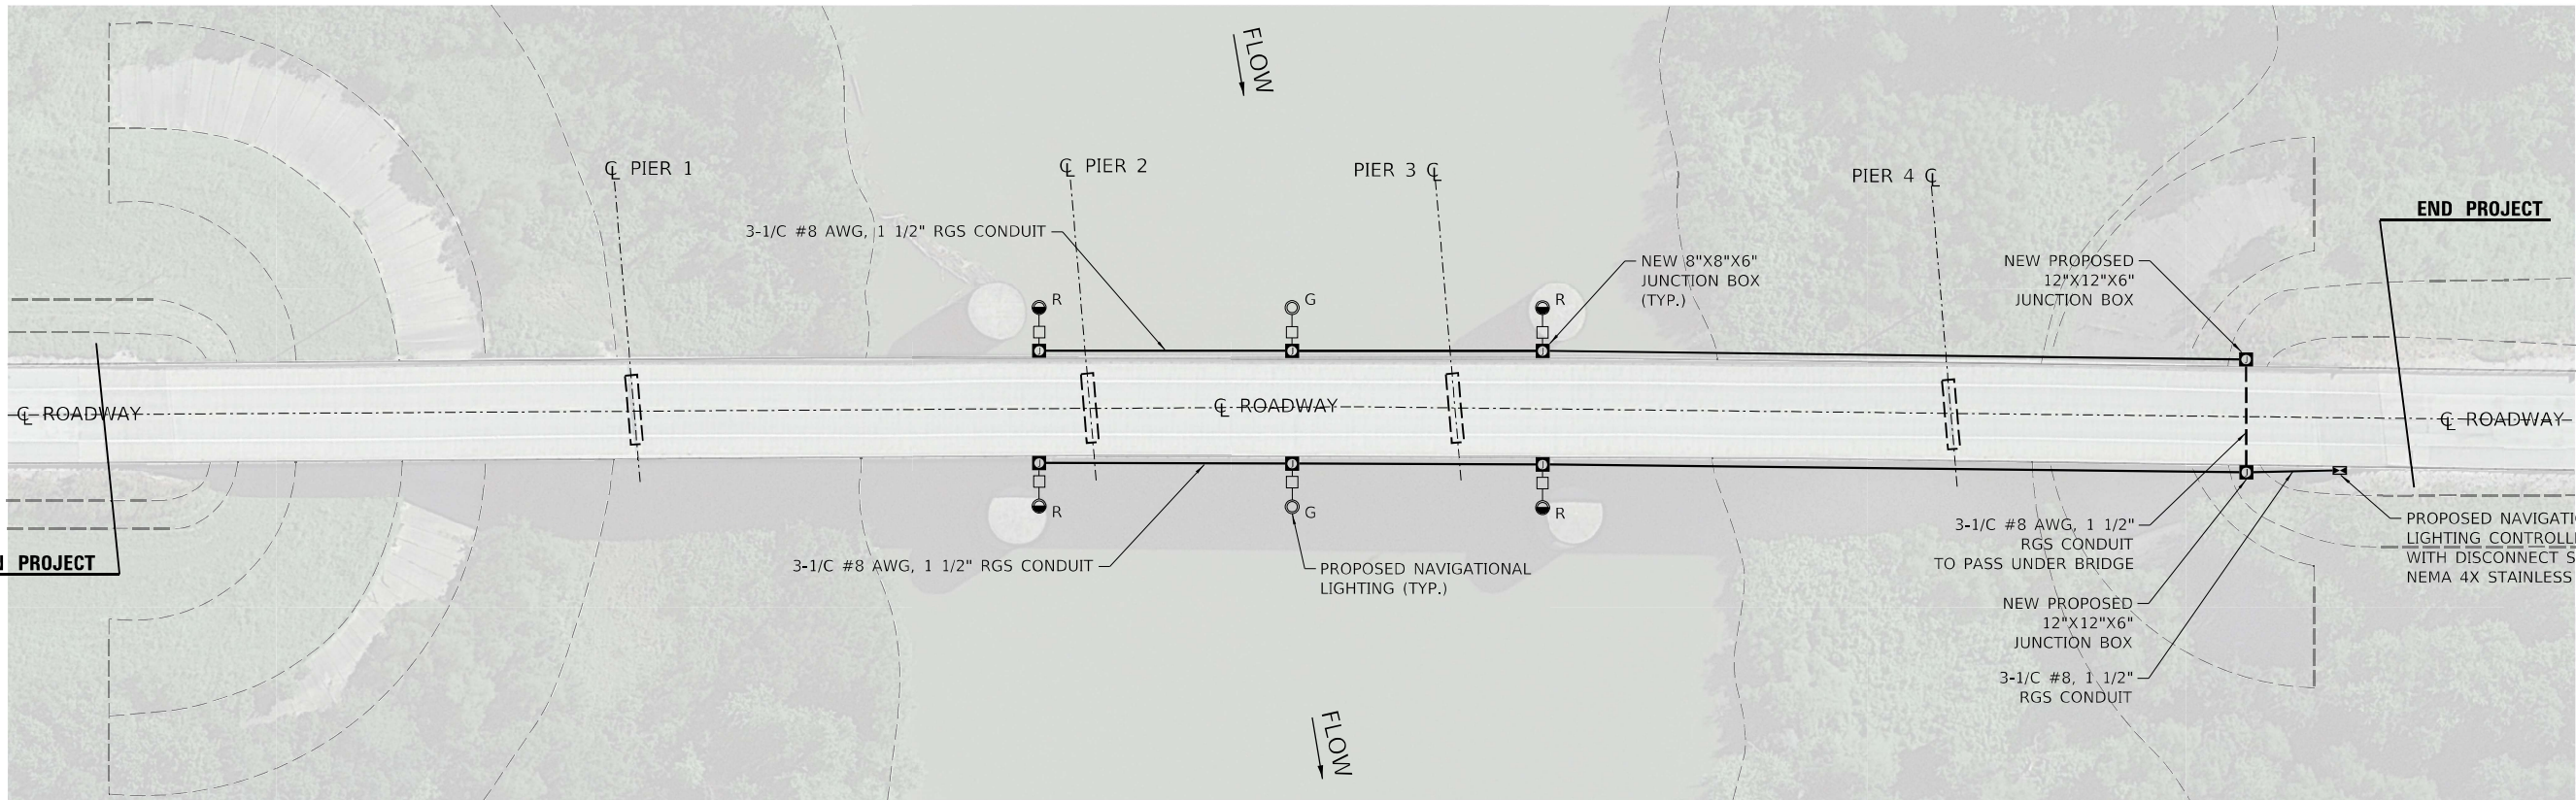 FLOW
℄ PIER 1
℄ PIER 2
PIER 3 ℄
PIER 4 ℄
END PROJECT
3-1/C #8 AWG, 1 1/2" RGS CONDUIT
NEW 8"X8"X6"
JUNCTION BOX
(TYP.)
NEW PROPOSED
12"X12"X6"
JUNCTION BOX
R
G
R
℄ ROADWAY
℄ ROADWAY
℄ ROADWAY
R
G
R
PROJECT
3-1/C #8 AWG, 1 1/2" RGS CONDUIT
PROPOSED NAVIGATIONAL
LIGHTING (TYP.)
3-1/C #8 AWG, 1 1/2"
RGS CONDUIT
TO PASS UNDER BRIDGE
NEW PROPOSED
12"X12"X6"
JUNCTION BOX
3-1/C #8, 1 1/2"
RGS CONDUIT
PROPOSED
LIGHTING
WITH DISCONNECT
NEMA 4X STAINLESS
FLOW